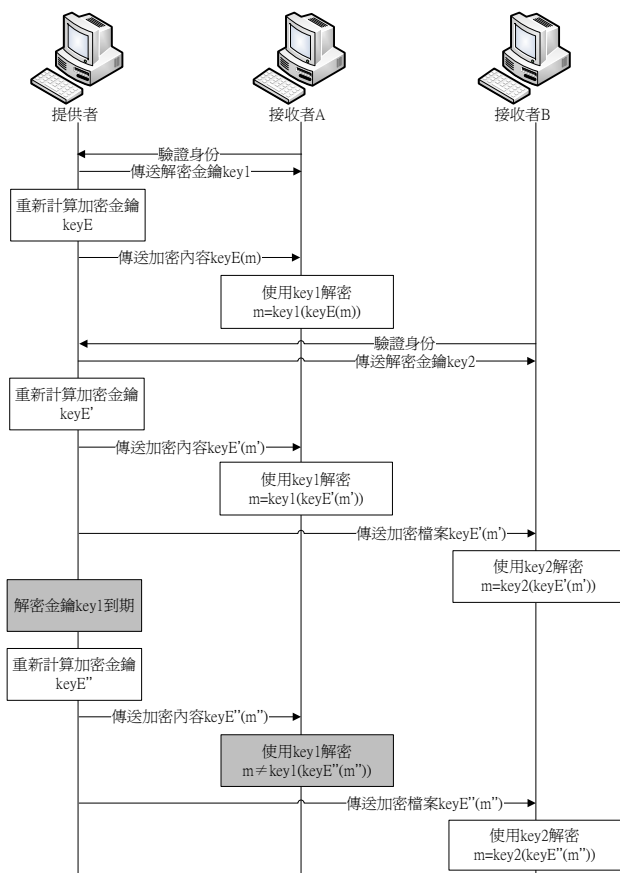 提供者
接收者A
接收者B
驗證身份
傳送解密金鑰key1
重新計算加密金鑰
keyE
傳送加密內容keyE(m)
使用key1解密
m=key1(keyE(m))
驗證身份
傳送解密金鑰key2
重新計算加密金鑰
keyE'
傳送加密內容keyE'(m')
使用key1解密
m=key1(keyE'(m'))
傳送加密檔案keyE'(m')
使用key2解密
m=key2(keyE'(m'))
解密金鑰key1到期
重新計算加密金鑰
keyE''
傳送加密內容keyE''(m'')
使用key1解密
m≠key1(keyE''(m''))
傳送加密檔案keyE''(m'')
使用key2解密
m=key2(keyE''(m''))